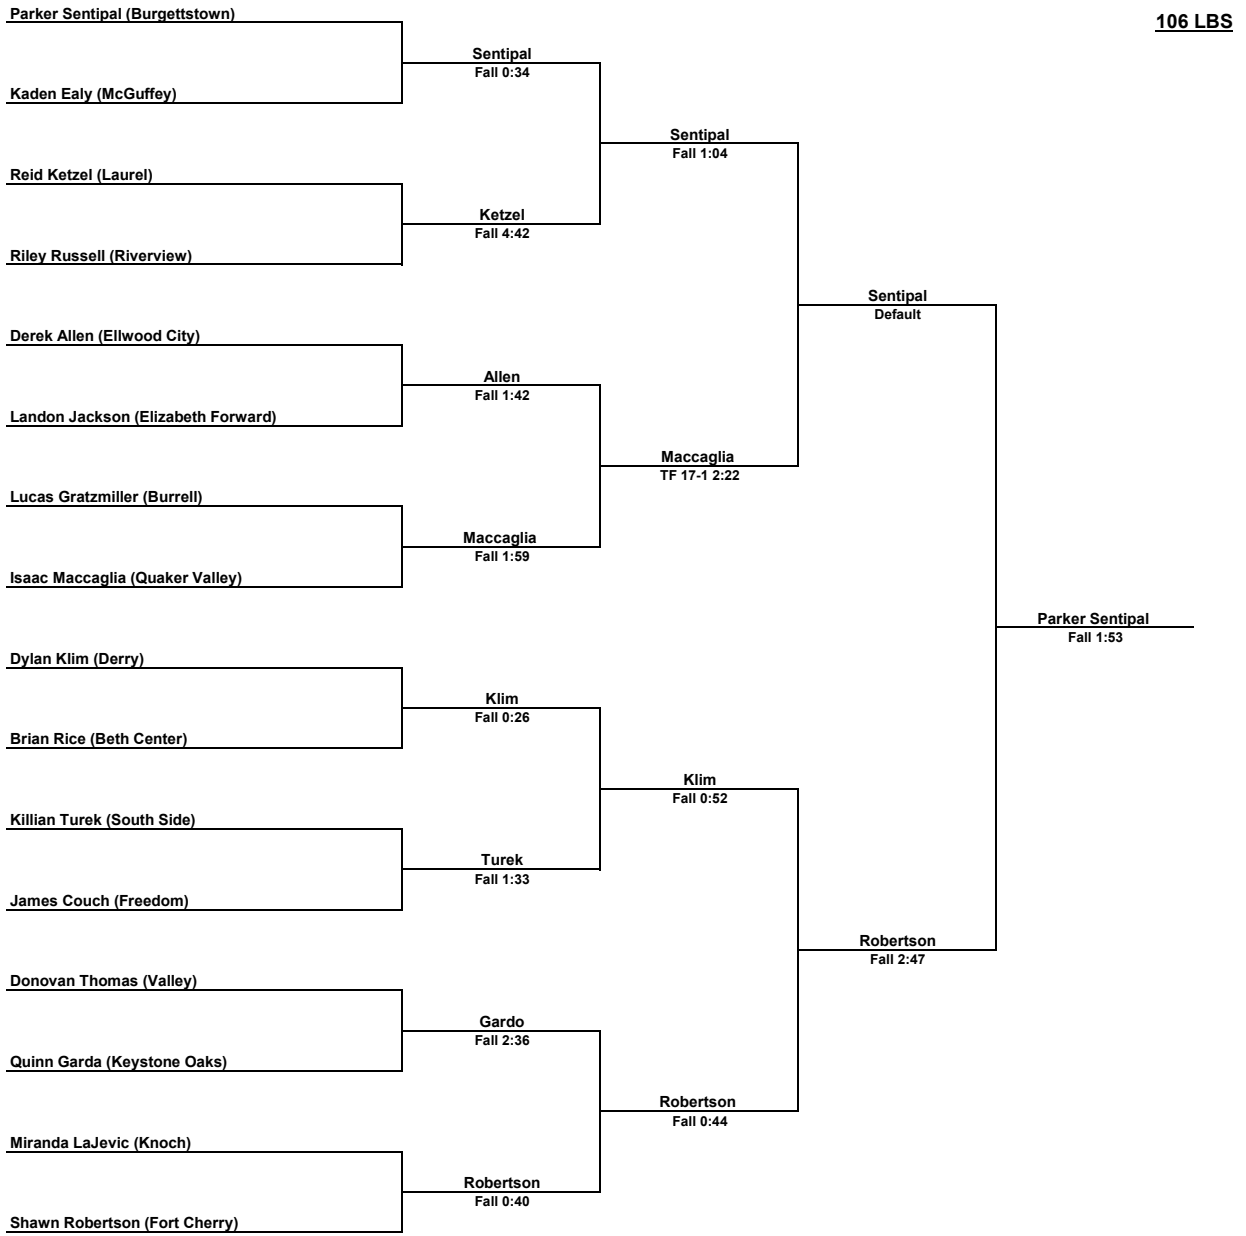 Parker Sentipal (Burgettstown)
106 LBS
Sentipal
Fall 0:34
Kaden Ealy (McGuffey)
Sentipal
Fall 1:04
Reid Ketzel (Laurel)
Ketzel
Fall 4:42
Riley Russell (Riverview)
Sentipal
Default
Derek Allen (Ellwood City)
Allen
Fall 1:42
Landon Jackson (Elizabeth Forward)
Maccaglia
TF 17-1 2:22
Lucas Gratzmiller (Burrell)
Maccaglia
Fall 1:59
Isaac Maccaglia (Quaker Valley)
Parker Sentipal
Fall 1:53
Dylan Klim (Derry)
Klim
Fall 0:26
Brian Rice (Beth Center)
Klim
Fall 0:52
Killian Turek (South Side)
Turek
Fall 1:33
James Couch (Freedom)
Robertson
Fall 2:47
Donovan Thomas (Valley)
Gardo
Fall 2:36
Quinn Garda (Keystone Oaks)
Robertson
Fall 0:44
Miranda LaJevic (Knoch)
Robertson
Fall 0:40
Shawn Robertson (Fort Cherry)